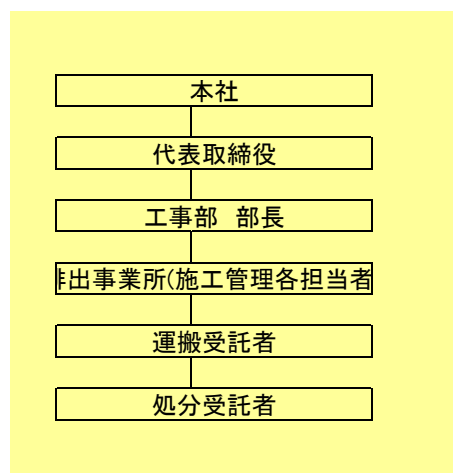 本社
代表取締役
工事部 部長
排出事業所(施工管理各担当者
運搬受託者
処分受託者